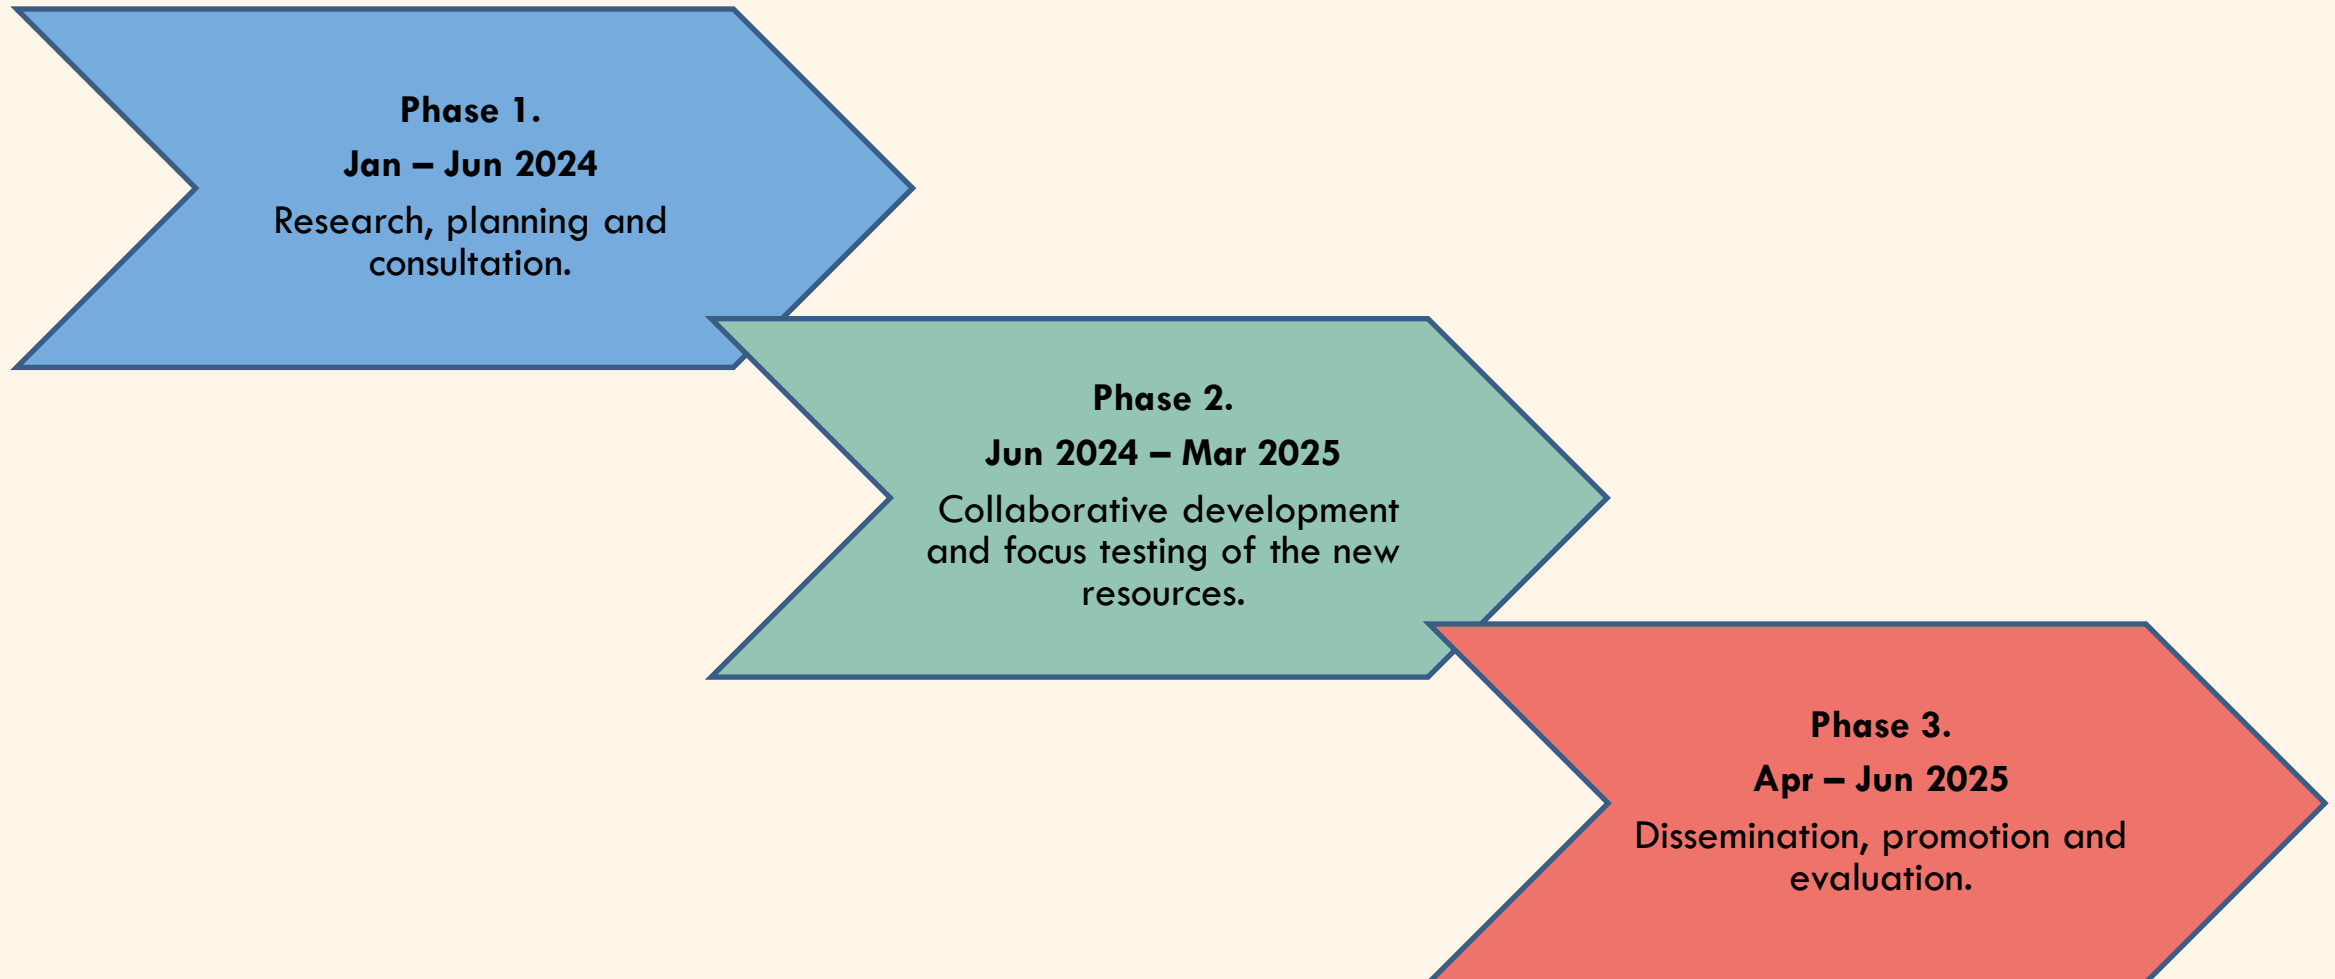 Phase 1.
Jan – Jun 2024
Research, planning and
consultation.
Phase 2.
Jun 2024 – Mar 2025
Collaborative development
and focus testing of the new
resources.
Phase 3.
Apr – Jun 2025
Dissemination, promotion and
evaluation.